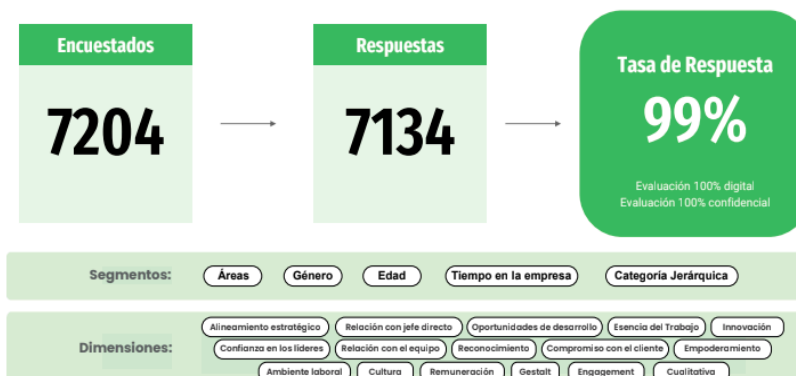 Encuestados
7204
Respuestas
7134
Tasa de Respuesta
99%
Evaluación 100% digital
Evaluación 100% confidencial
Segmentos:
Áreas
Género
Edad
Tiempo en la empresa
Categoría Jerárquica
Dimensiones:
Alineamiento estratégico
Relación con jefe directo
Oportunidades de desarrollo
Esencia del Trabajo
Innovación
Confianza en los líderes
Relación con el equipo
Reconocimiento
Compromiso con el cliente
Empoderamiento
Ambiente laboral
Cultura
Remuneración
Gestalt
Engagement
Cualitativa